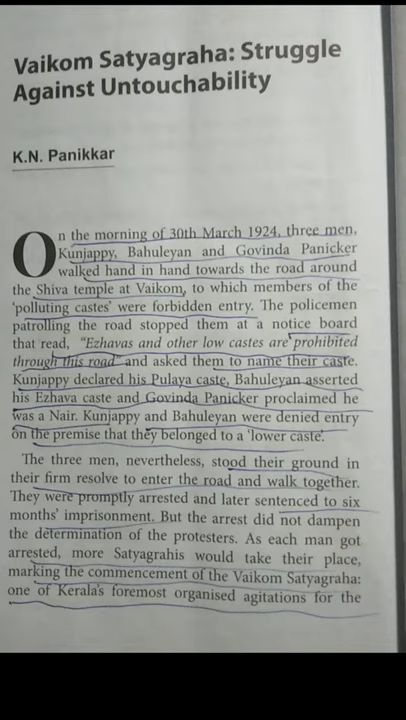 Vaikom Satyagraha: Struggle
Against Untouchability
K.N. Panikkar
On the morning of 30th March 1924, three men,
Kunjappy, Bahuleyan and Govinda Panicker
walked hand in hand towards the road around
the Shiva temple at Vaikom, to which members of the
'polluting castes' were forbidden entry. The policemen
patrolling the road stopped them at a notice board
that read, "Ezhavas and other low castes are prohibited
through this road" and asked them to name their caste.
Kunjappy declared his Pulaya caste, Bahuleyan asserted
his Ezhava caste and Govinda Panicker proclaimed he
was a Nair. Kunjappy and Bahuleyan were denied entry
on the premise that they belonged to a 'lower caste'.
The three men, nevertheless, stood their ground in
their firm resolve to enter the road and walk together.
They were promptly arrested and later sentenced to six
months' imprisonment. But the arrest did not dampen
the determination of the protesters. As each man got
arrested, more Satyagrahis would take their place,
marking the commencement of the Vaikom Satyagraha:
one of Kerala's foremost organised agitations for the